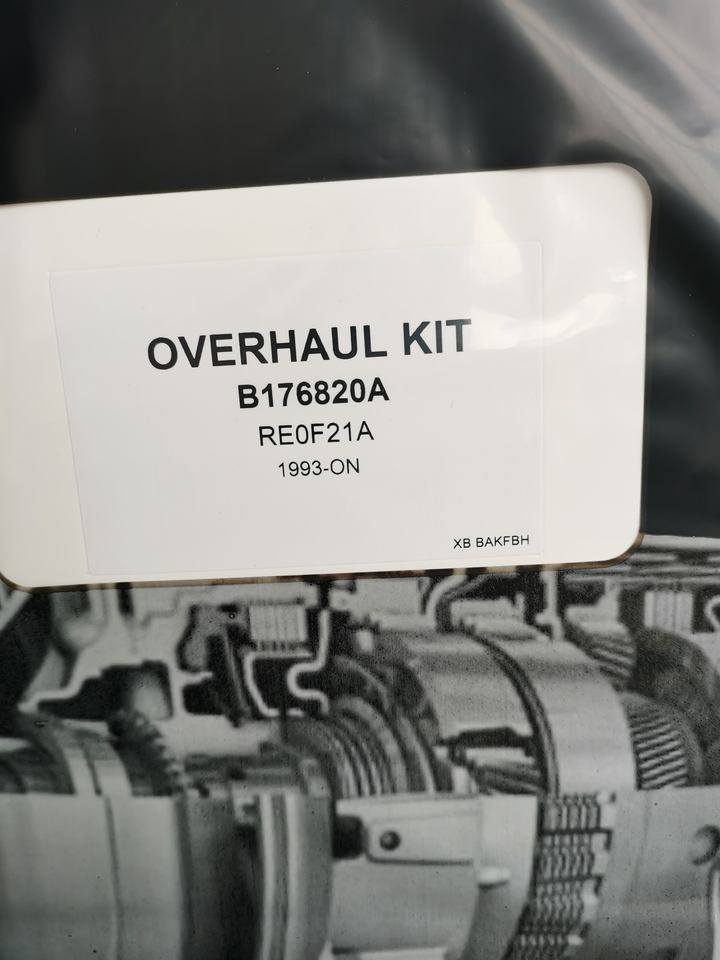 OVERHAUL KIT
B176820A
RE0F21A
1993-ON
XB BAKFBH